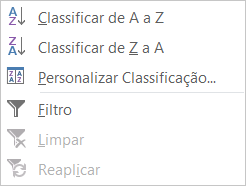 Classificar de A a Z
Classificar de Z a A
Personalizar Classificação...
Filtro
Limpar
Reaplicar